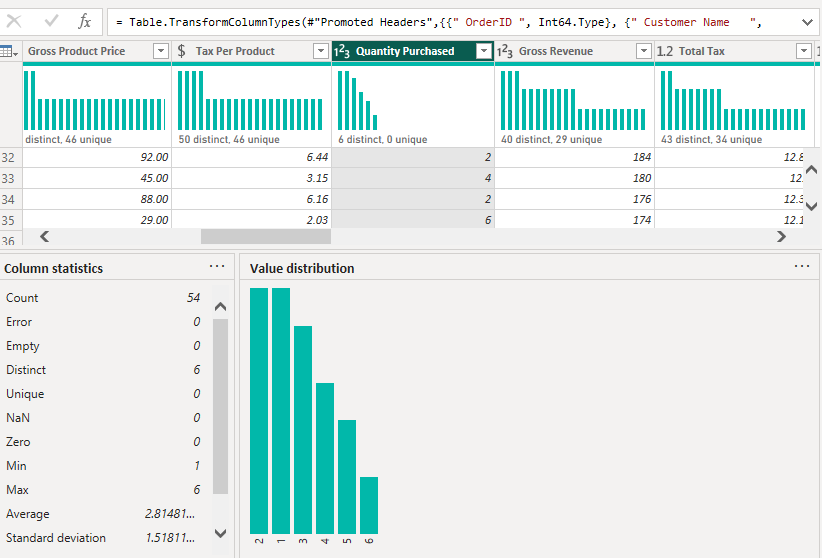 fx = Table.TransformColumnTypes(#"Promoted Headers",{{" OrderID ", Int64.Type}, {" Customer Name   ",
Gross Product Price $ Tax Per Product 123 Quantity Purchased 123 Gross Revenue 1.2 Total Tax
distinct, 46 unique 50 distinct, 46 unique 6 distinct, 0 unique 40 distinct, 29 unique 43 distinct, 34 unique
32 92.00 6.44 2 184 12.8
33 45.00 3.15 4 180 12.
34 88.00 6.16 2 176 12.3
35 29.00 2.03 6 174 12.1
36
Column statistics ...
Count 54
Error 0
Empty 0
Distinct 6
Unique 0
NaN 0
Zero 0
Min 1
Max 6
Average 2.81481...
Standard deviation 1.51811...
Value distribution ...
2 1 3 4 5 6